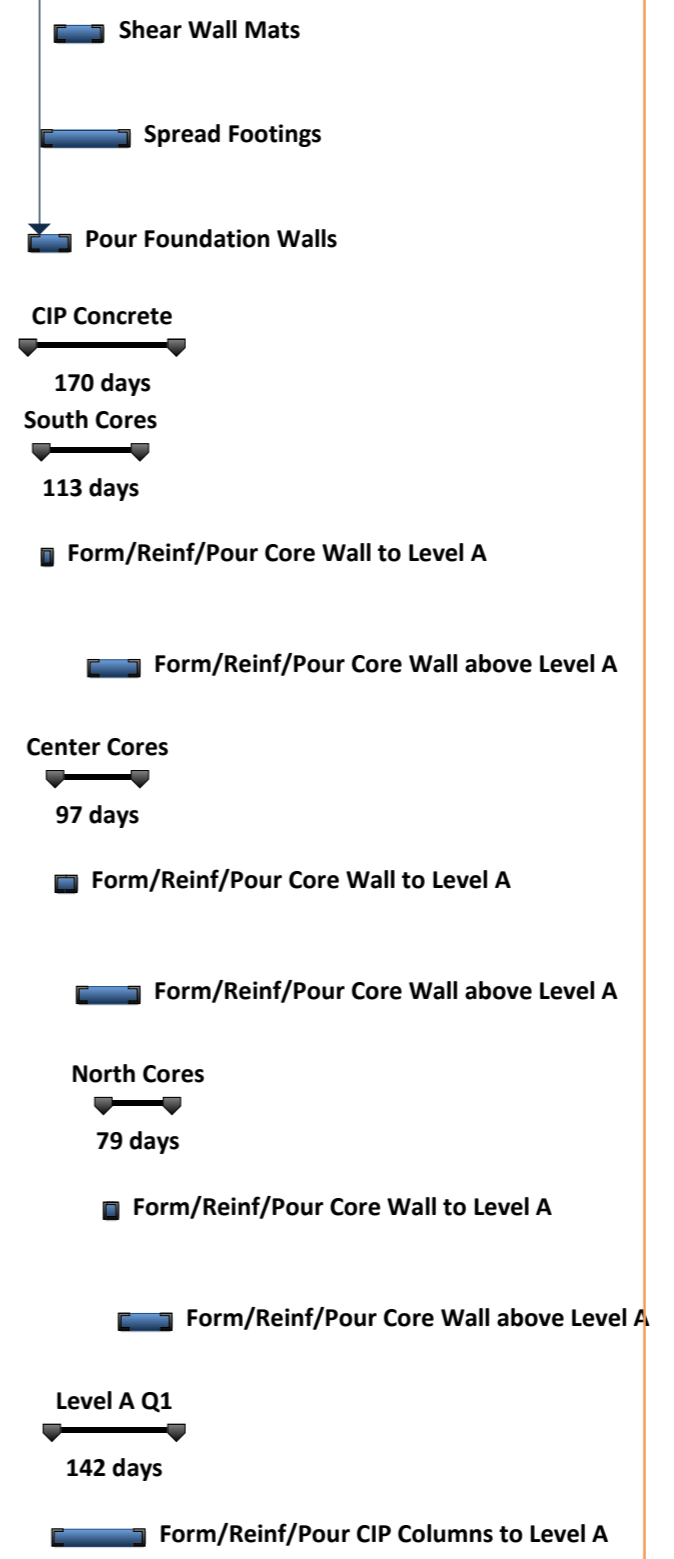 Shear Wall Mats
Spread Footings
Pour Foundation Walls
CIP Concrete
170 days
South Cores
113 days
Form/Reinf/Pour Core Wall to Level A
Form/Reinf/Pour Core Wall above Level A
Center Cores
97 days
Form/Reinf/Pour Core Wall to Level A
Form/Reinf/Pour Core Wall above Level A
North Cores
79 days
Form/Reinf/Pour Core Wall to Level A
Form/Reinf/Pour Core Wall above Level A
Level A Q1
142 days
Form/Reinf/Pour CIP Columns to Level A